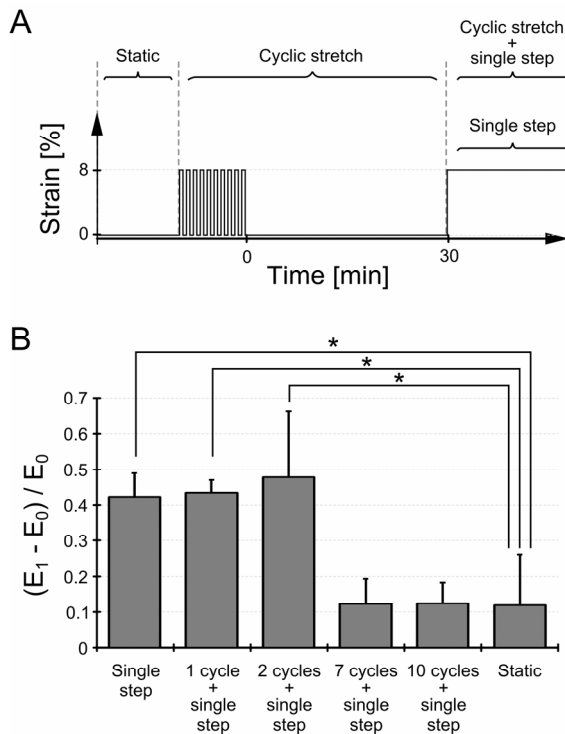 A
Static
Cyclic stretch
Cyclic stretch
+
single step
Single step
Strain [%]
8
0
0
30
Time [min]
B
*
*
*
(E1 - E0) / E0
0.7
0.6
0.5
0.4
0.3
0.2
0.1
0
Single
step
1 cycle
+
single
step
2 cycles
+
single
step
7 cycles
+
single
step
10 cycles
+
single
step
Static